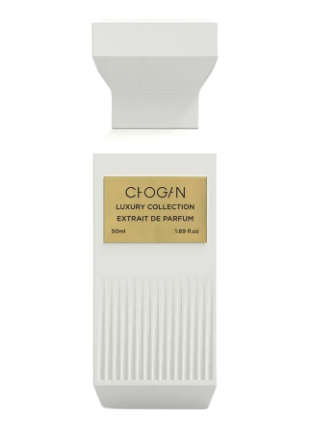 CHOGAN
LUXURY COLLECTION
EXTRAIT DE PARFUM
50ml 1.69 fl.oz